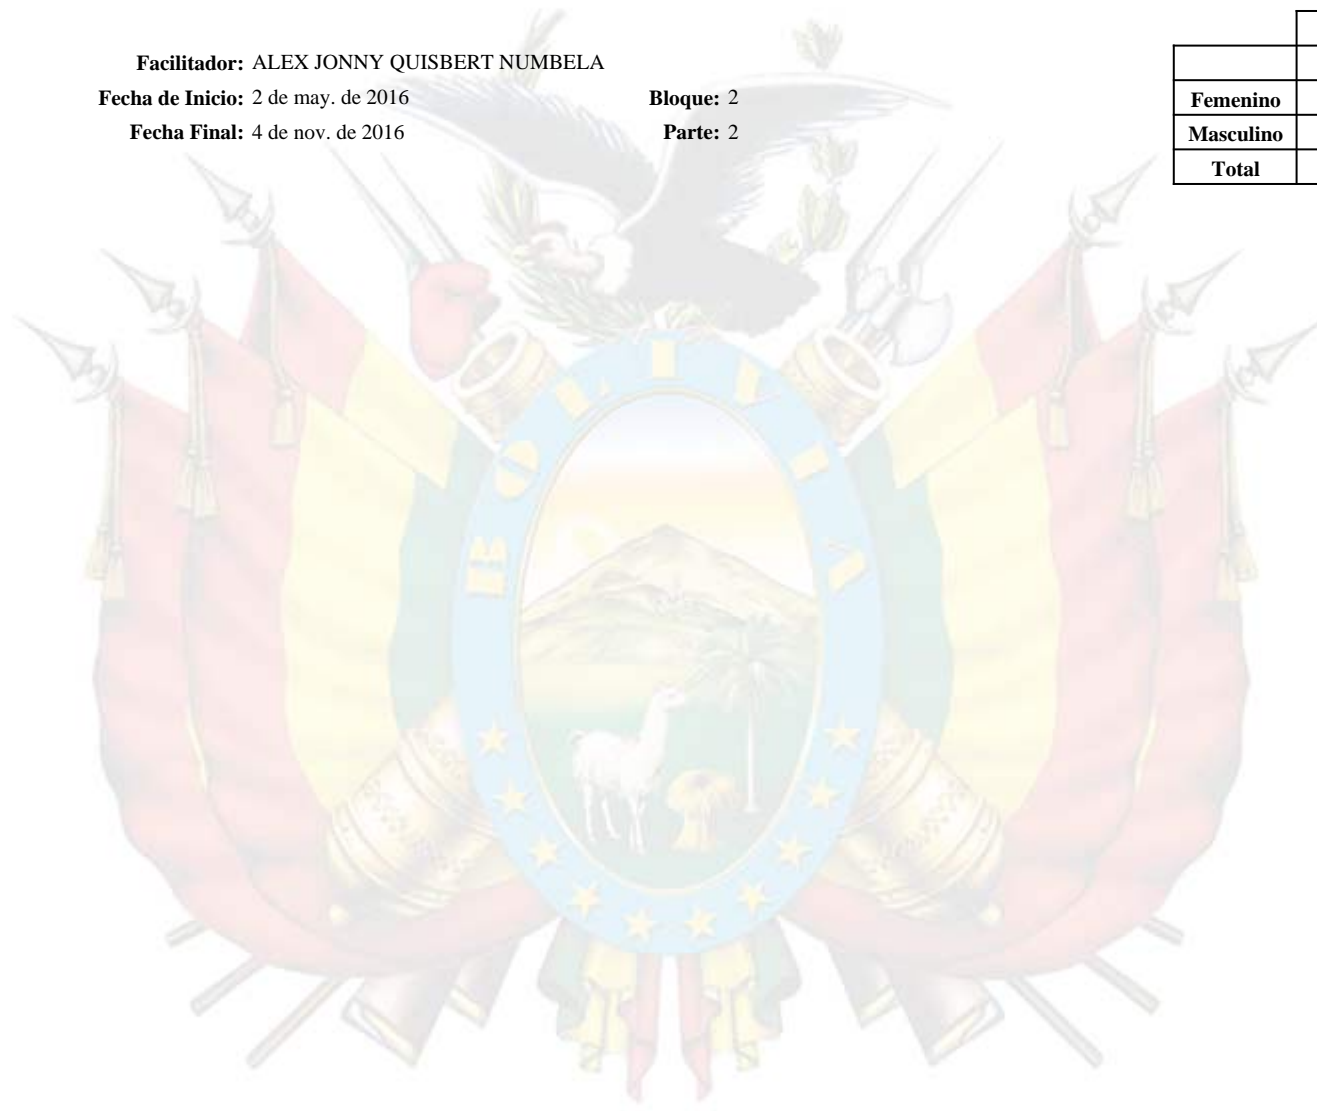 Facilitador: ALEX JONNY QUISBERT NUMBELA
Fecha de Inicio: 2 de may. de 2016 Bloque: 2
Fecha Final: 4 de nov. de 2016 Parte: 2
Femenino
Masculino
Total
BOLIVIA